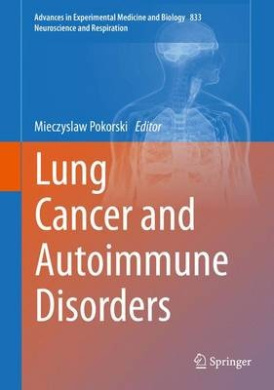 Advances in Experimental Medicine and Biology 833
Neuroscience and Respiration
Mieczyslaw Pokorski Editor
Lung
Cancer and
Autoimmune
Disorders
Springer